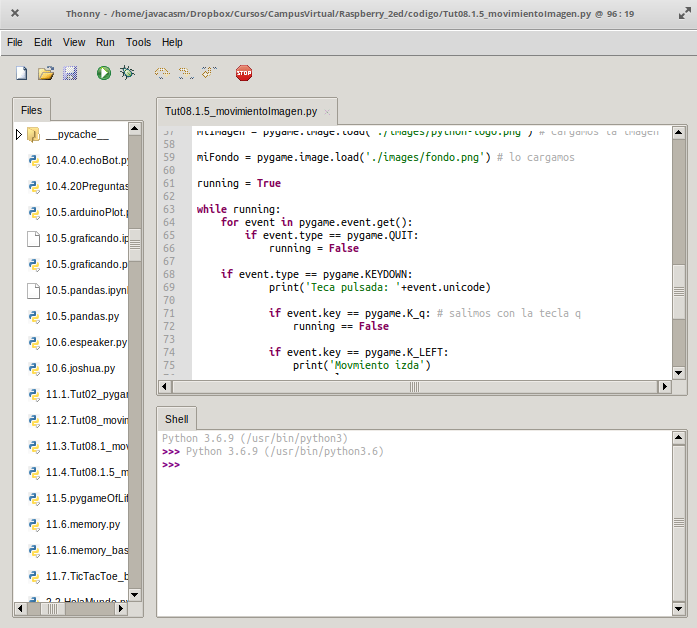 Thonny - /home/javacasm/Dropbox/Cursos/CampusVirtual/Raspberry_2ed/codigo/Tut08.1.5_movimientoImagen.py @ 96 : 19
File Edit View Run Tools Help
STOP
Files
__pycache__
10.4.0.echoBot.py
10.4.20Preguntas
10.5.arduinoPlot.p
10.5.graficando.ip
10.5.graficando.p
10.5.pandas.ipynl
10.5.pandas.py
10.6.espeaker.py
10.6.joshua.py
11.1.Tut02_pygar
11.2.Tut08_movin
11.3.Tut08.1_mov
11.4.Tut08.1.5_m
11.5.pygameOfLif
11.6.memory.py
11.6.memory_bas
11.7.TicTacToe_b
2.2.HolaMundo.p
Tut08.1.5_movimientoImagen.py
57 miImagen = pygame.image.load('./images/python-logo.png') # cargamos la imagen
58
59 miFondo = pygame.image.load('./images/fondo.png') # lo cargamos
60
61 running = True
62
63 while running:
64 for event in pygame.event.get():
65 if event.type == pygame.QUIT:
66 running = False
67
68 if event.type == pygame.KEYDOWN:
69 print('Teca pulsada: '+event.unicode)
70
71 if event.key == pygame.K_q: # salimos con la tecla q
72 running == False
73
74 if event.key == pygame.K_LEFT:
75 print('Movmiento izda')
Shell
Python 3.6.9 (/usr/bin/python3)
>>> Python 3.6.9 (/usr/bin/python3.6)
>>>